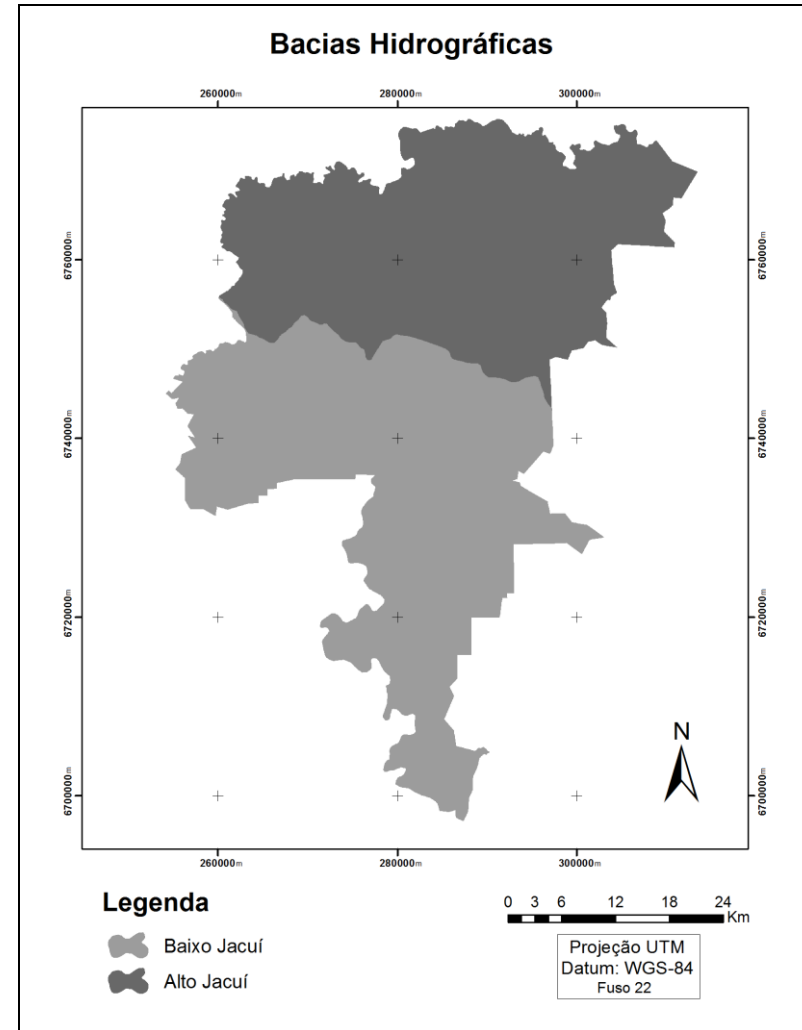 Bacias Hidrográficas
260000m 280000m 300000m
6760000m 6760000m
6740000m 6740000m
6720000m 6720000m
N
6700000m 6700000m
260000m 280000m 300000m
Legenda
Baixo Jacuí
Alto Jacuí
0 3 6 12 18 24
Km
Projeção UTM
Datum: WGS-84
Fuso 22